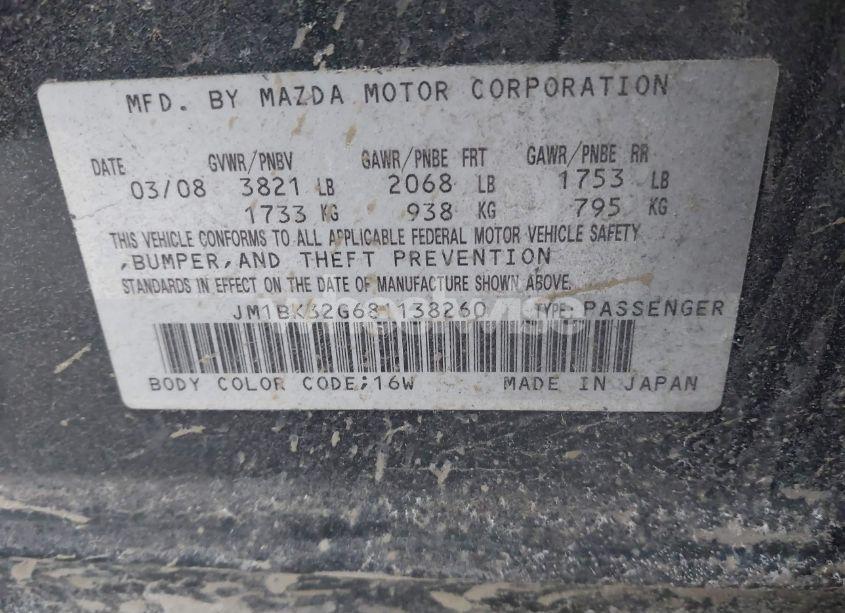 MFD. BY MAZDA MOTOR CORPORATION
DATE GVWR/PNBV GAWR/PNBE FRT GAWR/PNBE RR
03/08 3821 LB 2068 LB 1753 LB
1733 KG 938 KG 795 KG
THIS VEHICLE CONFORMS TO ALL APPLICABLE FEDERAL MOTOR VEHICLE SAFETY
,BUMPER,AND THEFT PREVENTION
STANDARDS IN EFFECT ON THE DATE OF MANUFACTURE SHOWN ABOVE.
JM1BK32G68 138260 TYPE: PASSENGER
BODY COLOR CODE:16W MADE IN JAPAN